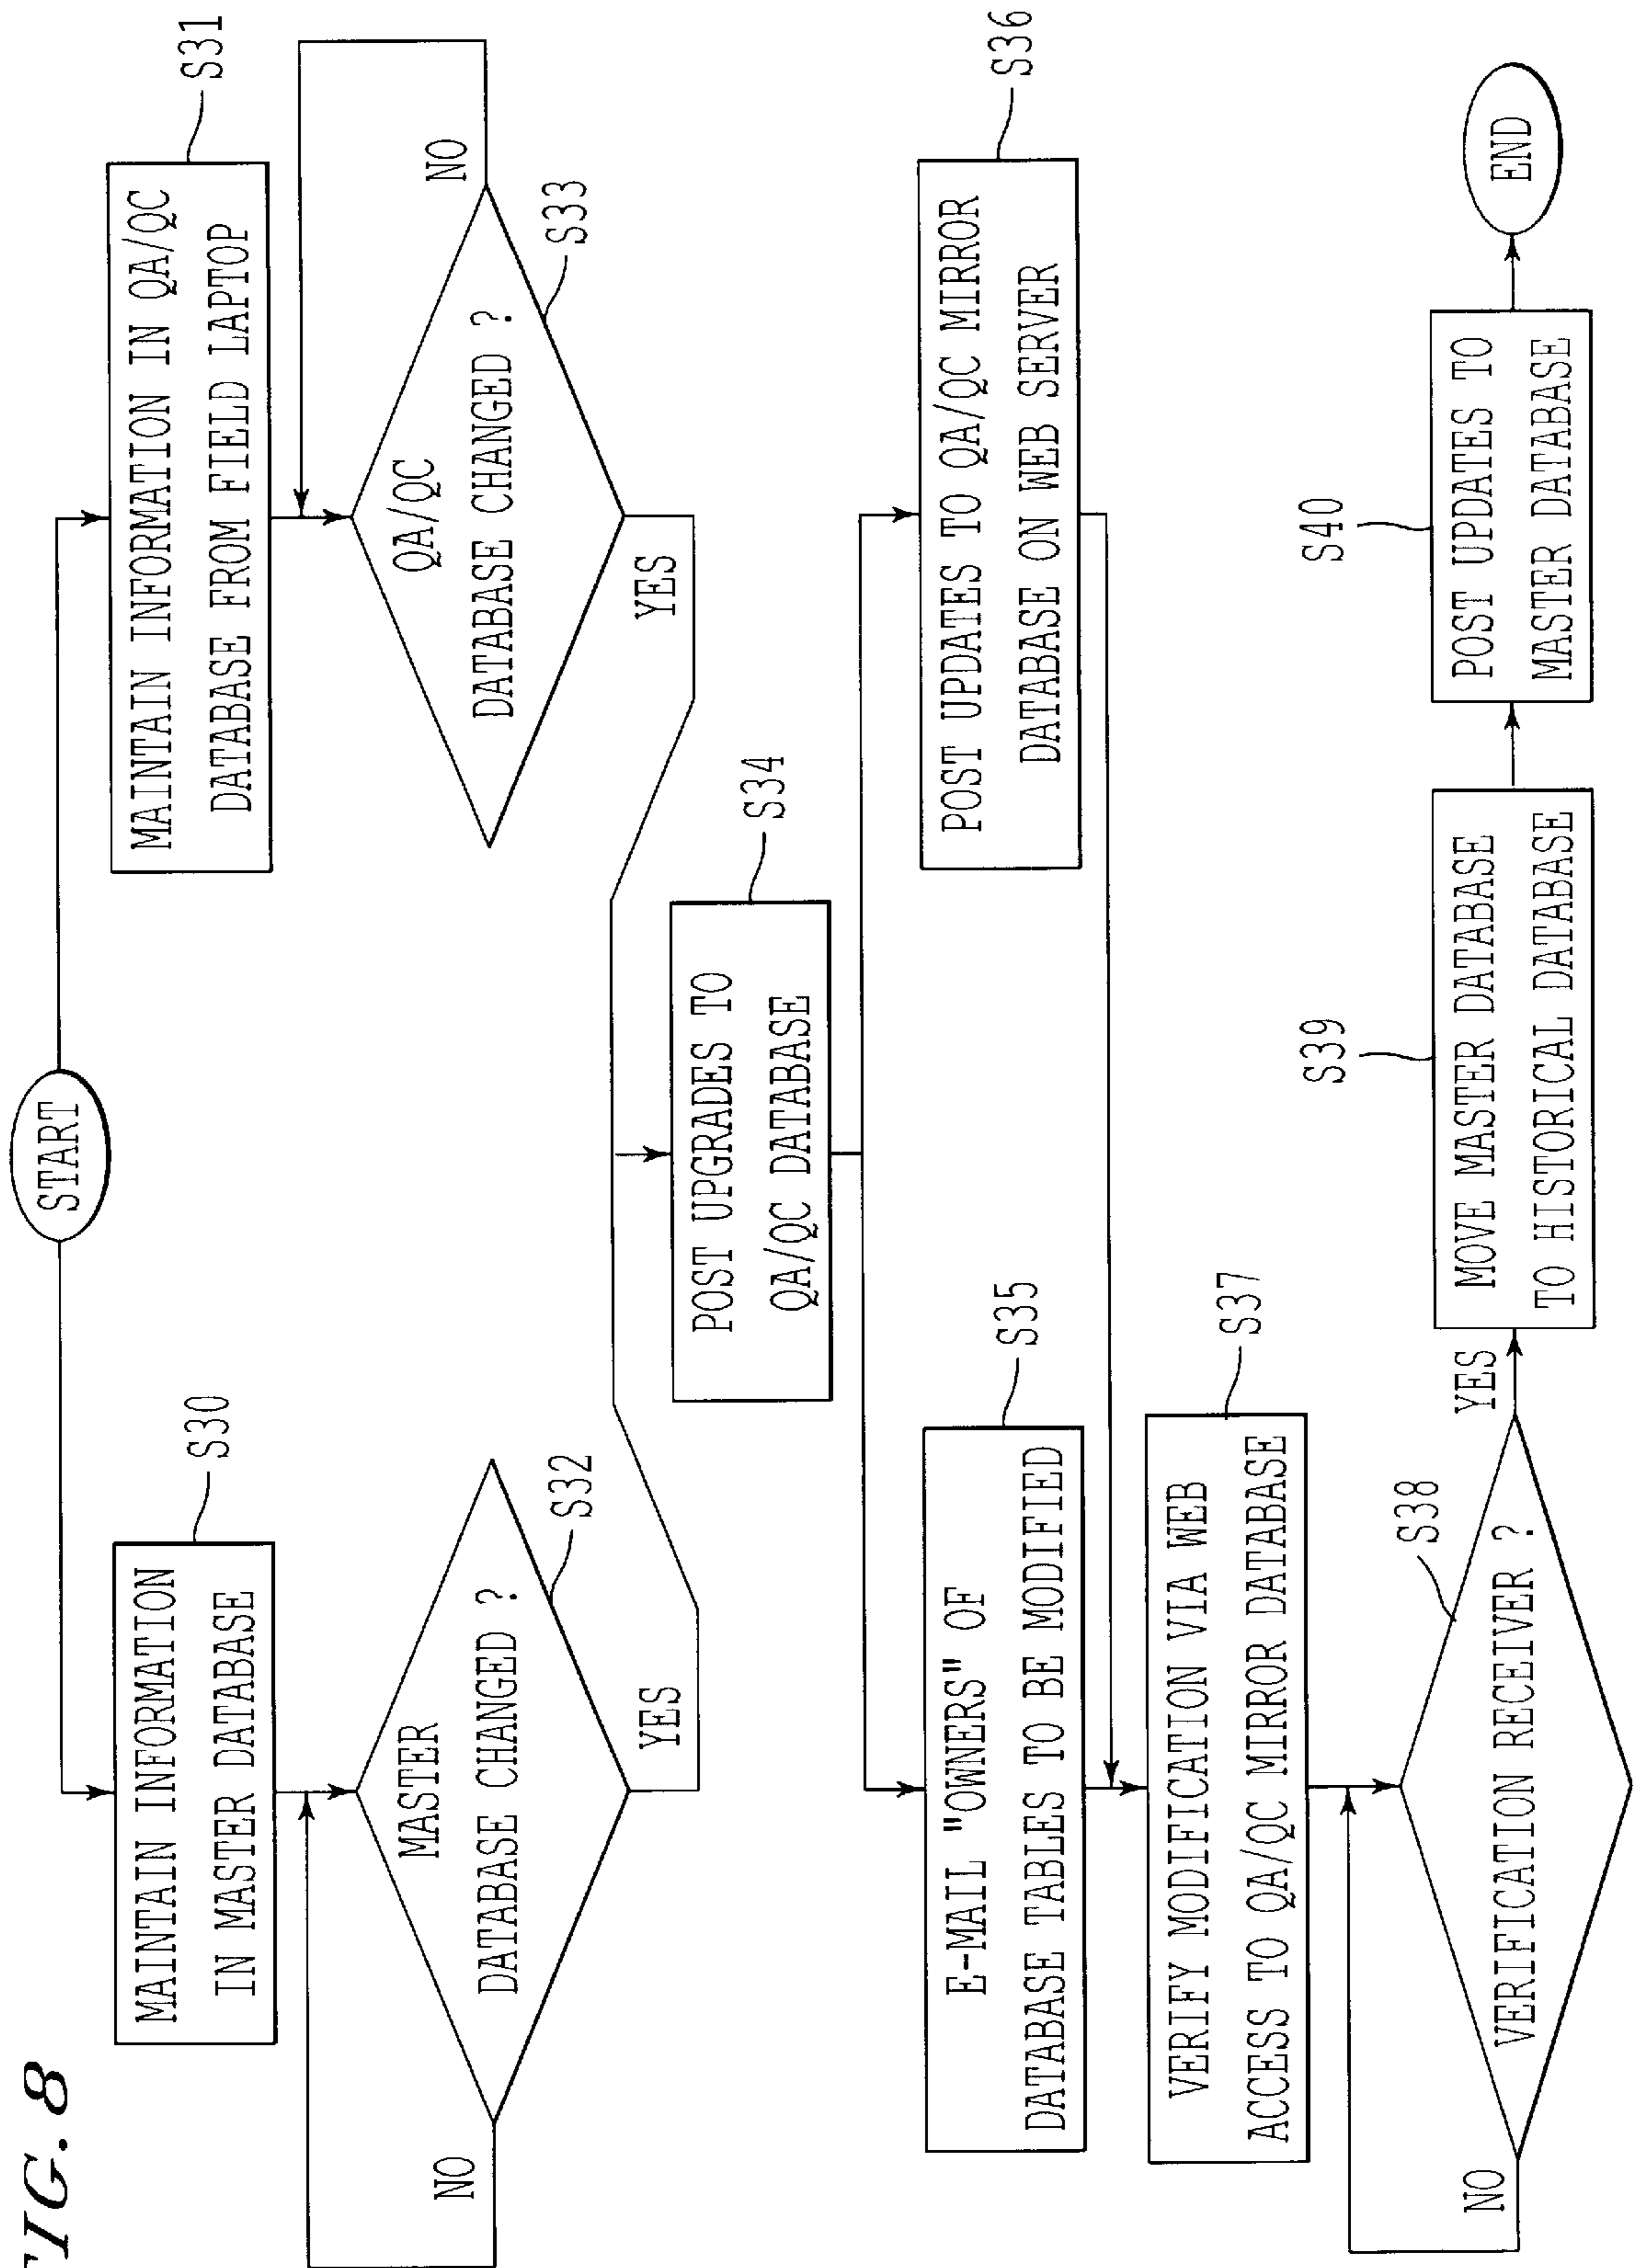 FIG. 8
START
MAINTAIN INFORMATION
IN MASTER DATABASE
S30
MAINTAIN INFORMATION IN QA/QC
DATABASE FROM FIELD LAPTOP
S31
MASTER
DATABASE CHANGED ?
S32
NO
YES
QA/QC
DATABASE CHANGED ?
S33
NO
YES
POST UPGRADES TO
QA/QC DATABASE
S34
E-MAIL "OWNERS" OF
DATABASE TABLES TO BE MODIFIED
S35
POST UPDATES TO QA/QC MIRROR
DATABASE ON WEB SERVER
S36
VERIFY MODIFICATION VIA WEB
ACCESS TO QA/QC MIRROR DATABASE
S37
VERIFICATION RECEIVER ?
S38
NO
YES
MOVE MASTER DATABASE
TO HISTORICAL DATABASE
S39
POST UPDATES TO
MASTER DATABASE
S40
END